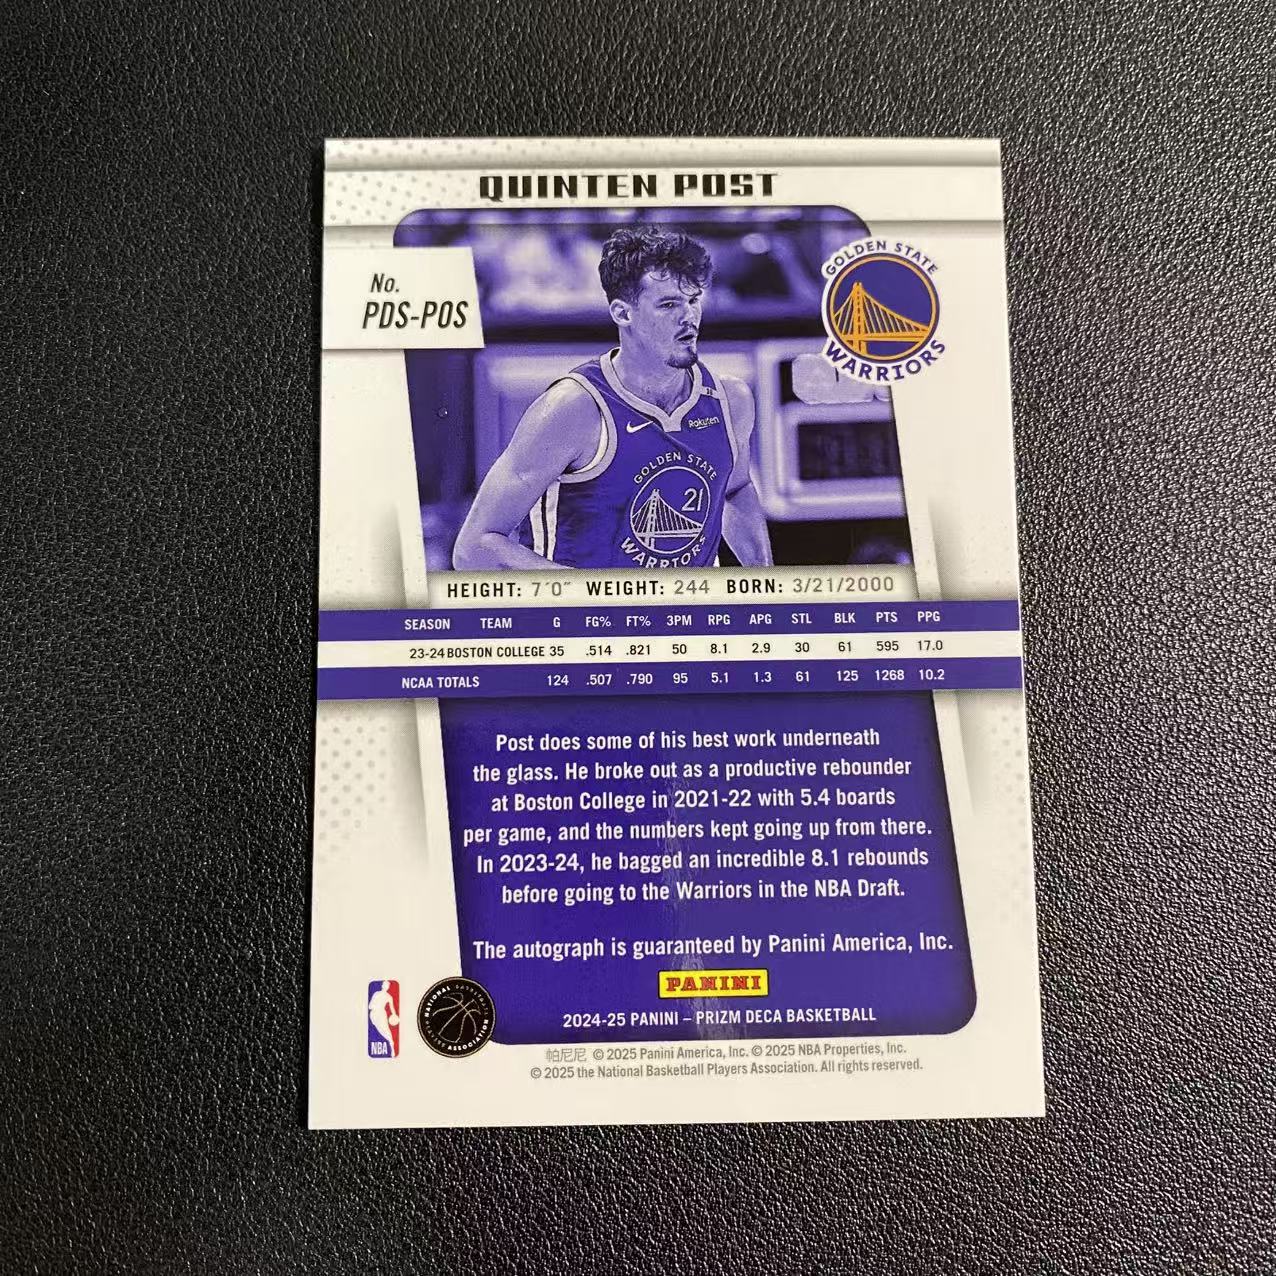 QUINTEN POST
No.
PDS-POS
GOLDEN STATE
WARRIORS
Rakuten
GOLDEN STATE
21
WARRIORS
HEIGHT: 7´0˝ WEIGHT: 244 BORN: 3/21/2000
SEASON TEAM G FG% FT% 3PM RPG APG STL BLK PTS PPG
23-24 BOSTON COLLEGE 35 .514 .821 50 8.1 2.9 30 61 595 17.0
NCAA TOTALS 124 .507 .790 95 5.1 1.3 61 125 1268 10.2
Post does some of his best work underneath
the glass. He broke out as a productive rebounder
at Boston College in 2021-22 with 5.4 boards
per game, and the numbers kept going up from there.
In 2023-24, he bagged an incredible 8.1 rebounds
before going to the Warriors in the NBA Draft.
The autograph is guaranteed by Panini America, Inc.
PANINI
2024-25 PANINI – PRIZM DECA BASKETBALL
NBA
NATIONAL BASKETBALL
ASSOCIATION
帕尼尼 © 2025 Panini America, Inc. © 2025 NBA Properties, Inc.
© 2025 the National Basketball Players Association. All rights reserved.